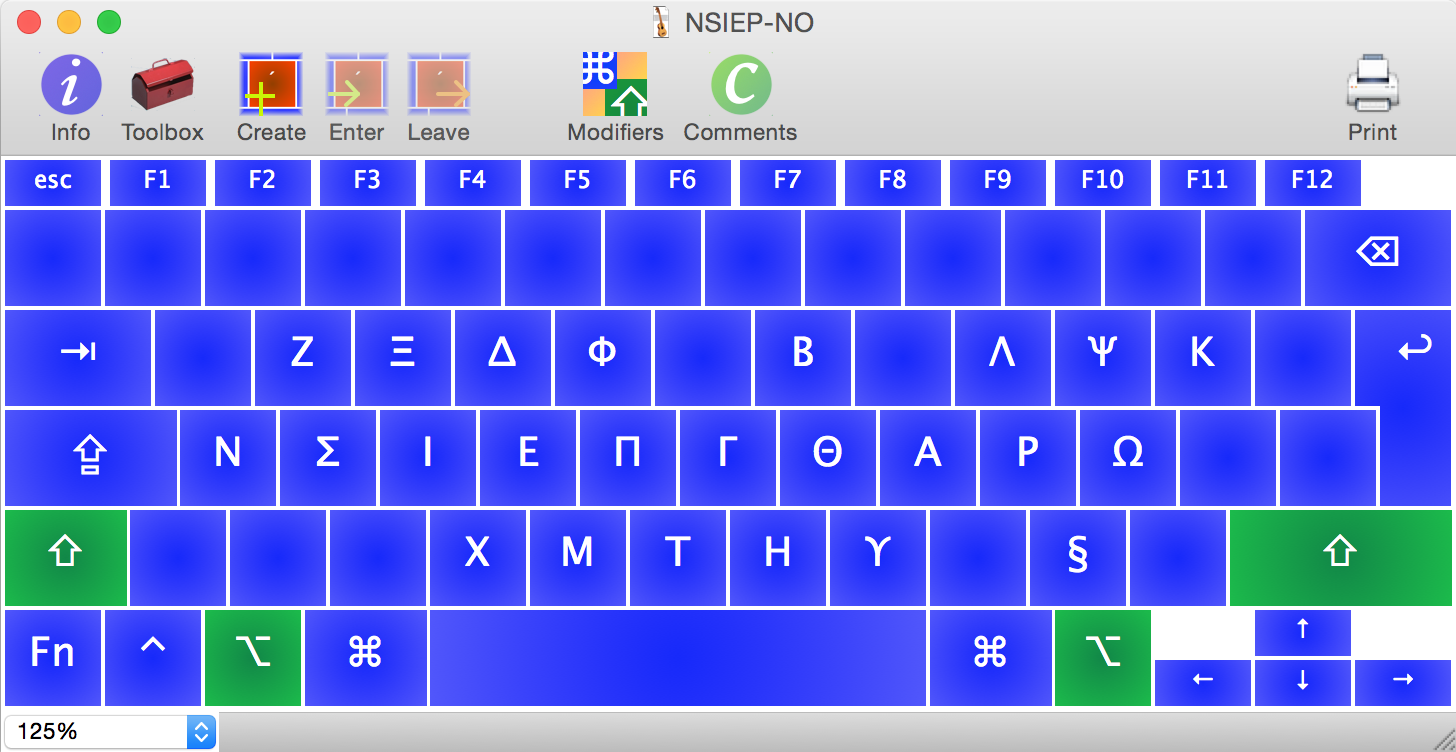 NSIEP-NO
Info Toolbox Create Enter Leave Modifiers Comments Print
esc F1 F2 F3 F4 F5 F6 F7 F8 F9 F10 F11 F12
⌫
⇥ Ζ Ξ Δ Φ Β Λ Ψ Κ ↩
⇪ Ν Σ Ι Ε Π Γ Θ Α Ρ Ω
⇧ Χ Μ Τ Η ϒ § ⇧
Fn ^ ⌥ ⌘ ⌘ ⌥ ↑
← ↓ →
125%